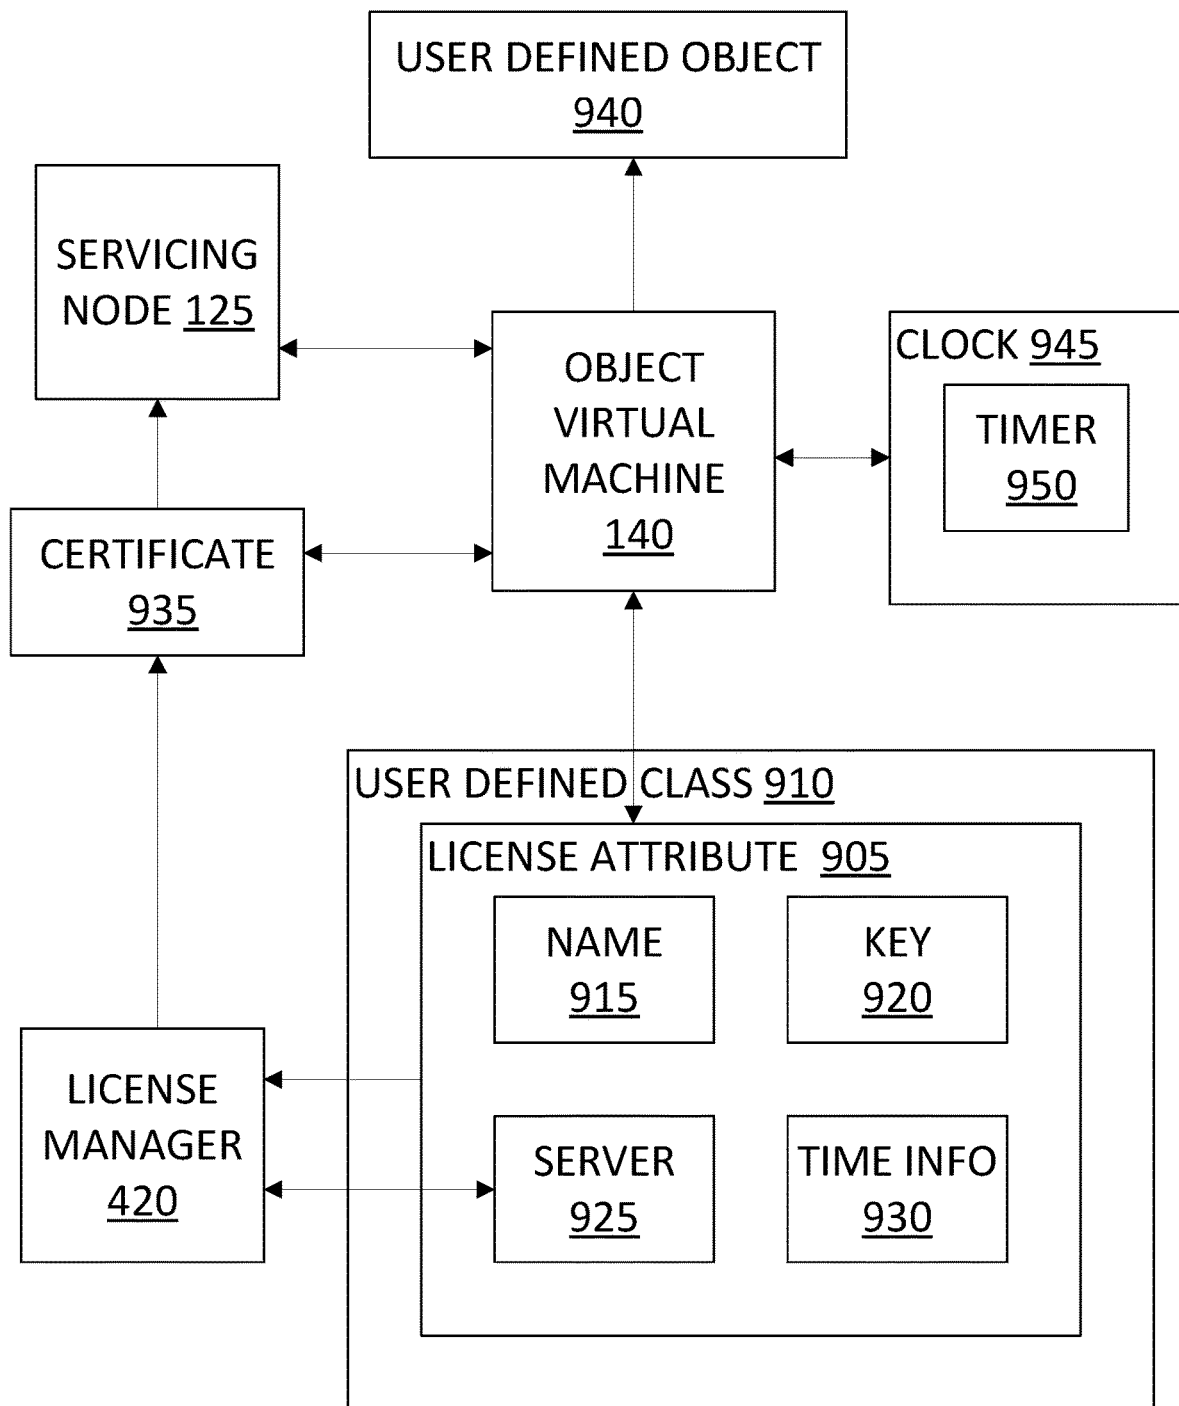 USER DEFINED OBJECT
940
SERVICING
NODE 125
OBJECT
VIRTUAL
MACHINE
140
CLOCK 945
TIMER
950
CERTIFICATE
935
USER DEFINED CLASS 910
LICENSE ATTRIBUTE 905
NAME
915
KEY
920
LICENSE
MANAGER
420
SERVER
925
TIME INFO
930